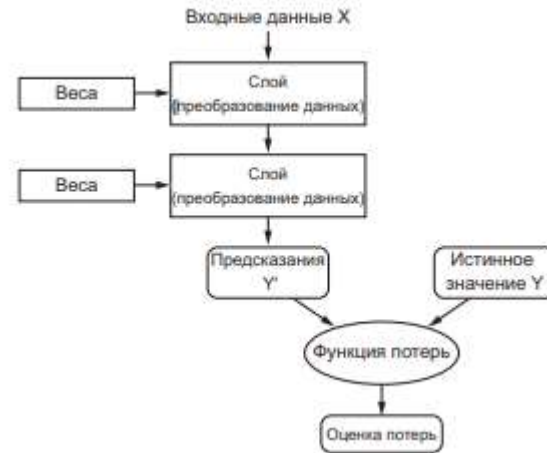 Входные данные X
Слой
(преобразование данных)
Веса
Слой
(преобразование данных)
Веса
Предсказания
Y'
Истинное
значение Y
Функция потерь
Оценка потерь